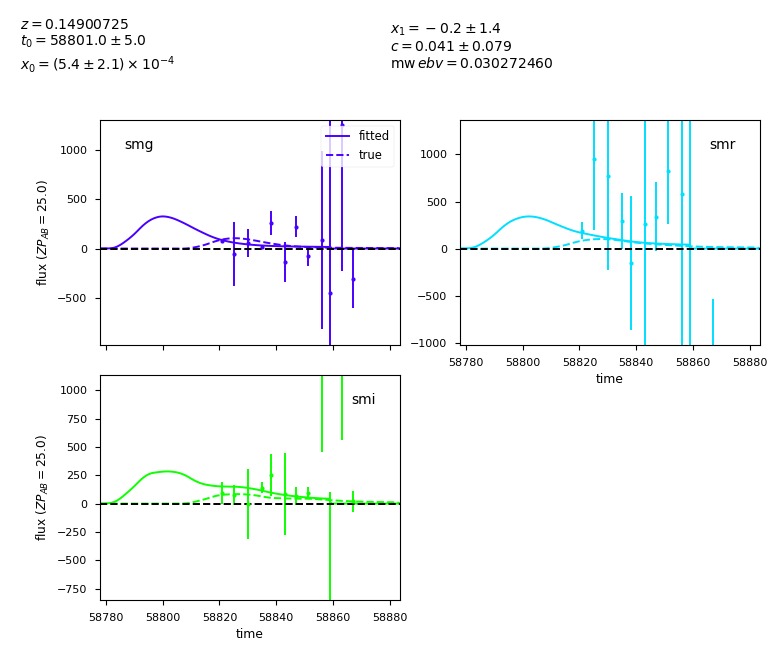 z = 0.14900725
t₀ = 58801.0 ± 5.0
x₀ = (5.4 ± 2.1) × 10⁻⁴
x₁ = −0.2 ± 1.4
c = 0.041 ± 0.079
mw ebv = 0.030272460
smg
fitted
true
1000
500
0
−500
flux (ZP_AB = 25.0)
smr
1000
500
0
−500
−1000
58780 58800 58820 58840 58860 58880
time
smi
1000
750
500
250
0
−250
−500
−750
flux (ZP_AB = 25.0)
58780 58800 58820 58840 58860 58880
time